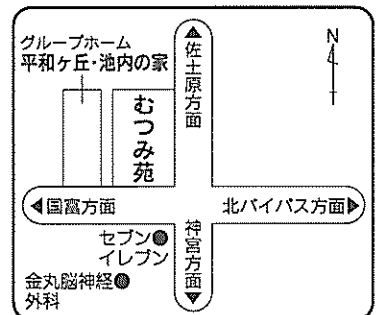 グループホーム
平和ヶ丘・池内の家
むつみ苑
▲佐土原方面
N
◀国富方面
北バイパス方面▶
神宮方面▼
セブン
イレブン
金丸脳神経
外科